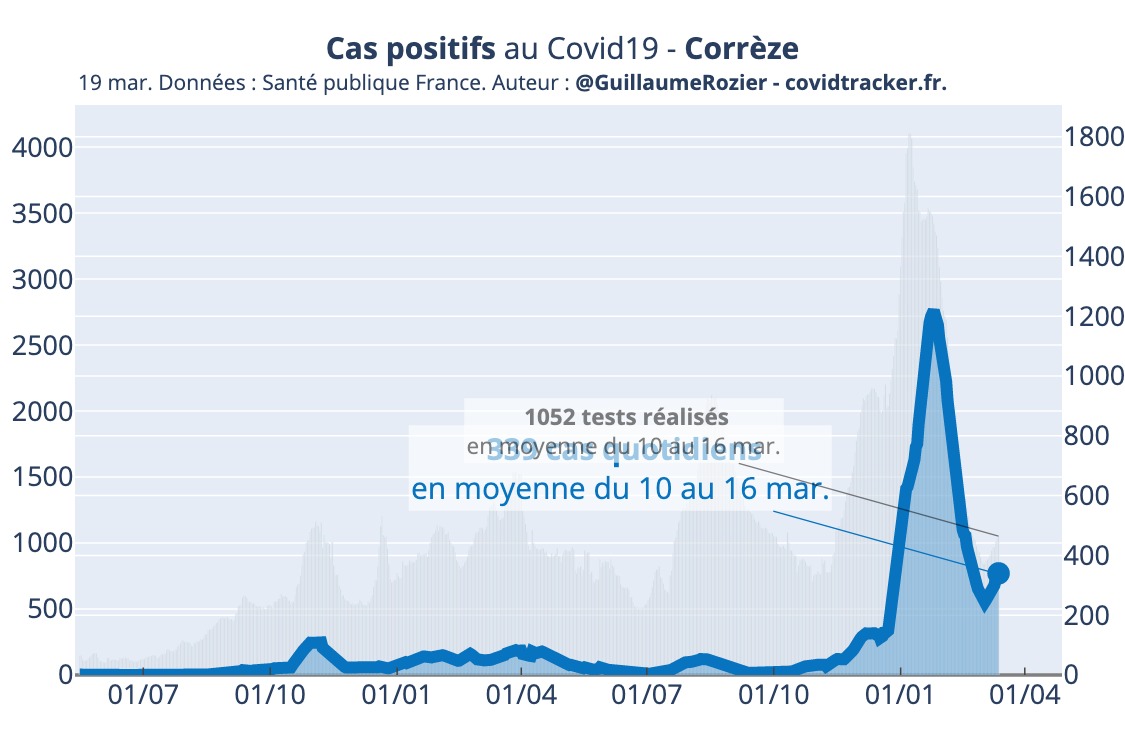 Cas positifs au Covid19 - Corrèze
19 mar. Données : Santé publique France. Auteur : @GuillaumeRozier - covidtracker.fr.
4000
3500
3000
2500
2000
1500
1000
500
0
1800
1600
1400
1200
1000
800
600
400
200
0
1052 tests réalisés
en moyenne du 10 au 16 mar.
339 cas quotidiens
en moyenne du 10 au 16 mar.
01/07 01/10 01/01 01/04 01/07 01/10 01/01 01/04